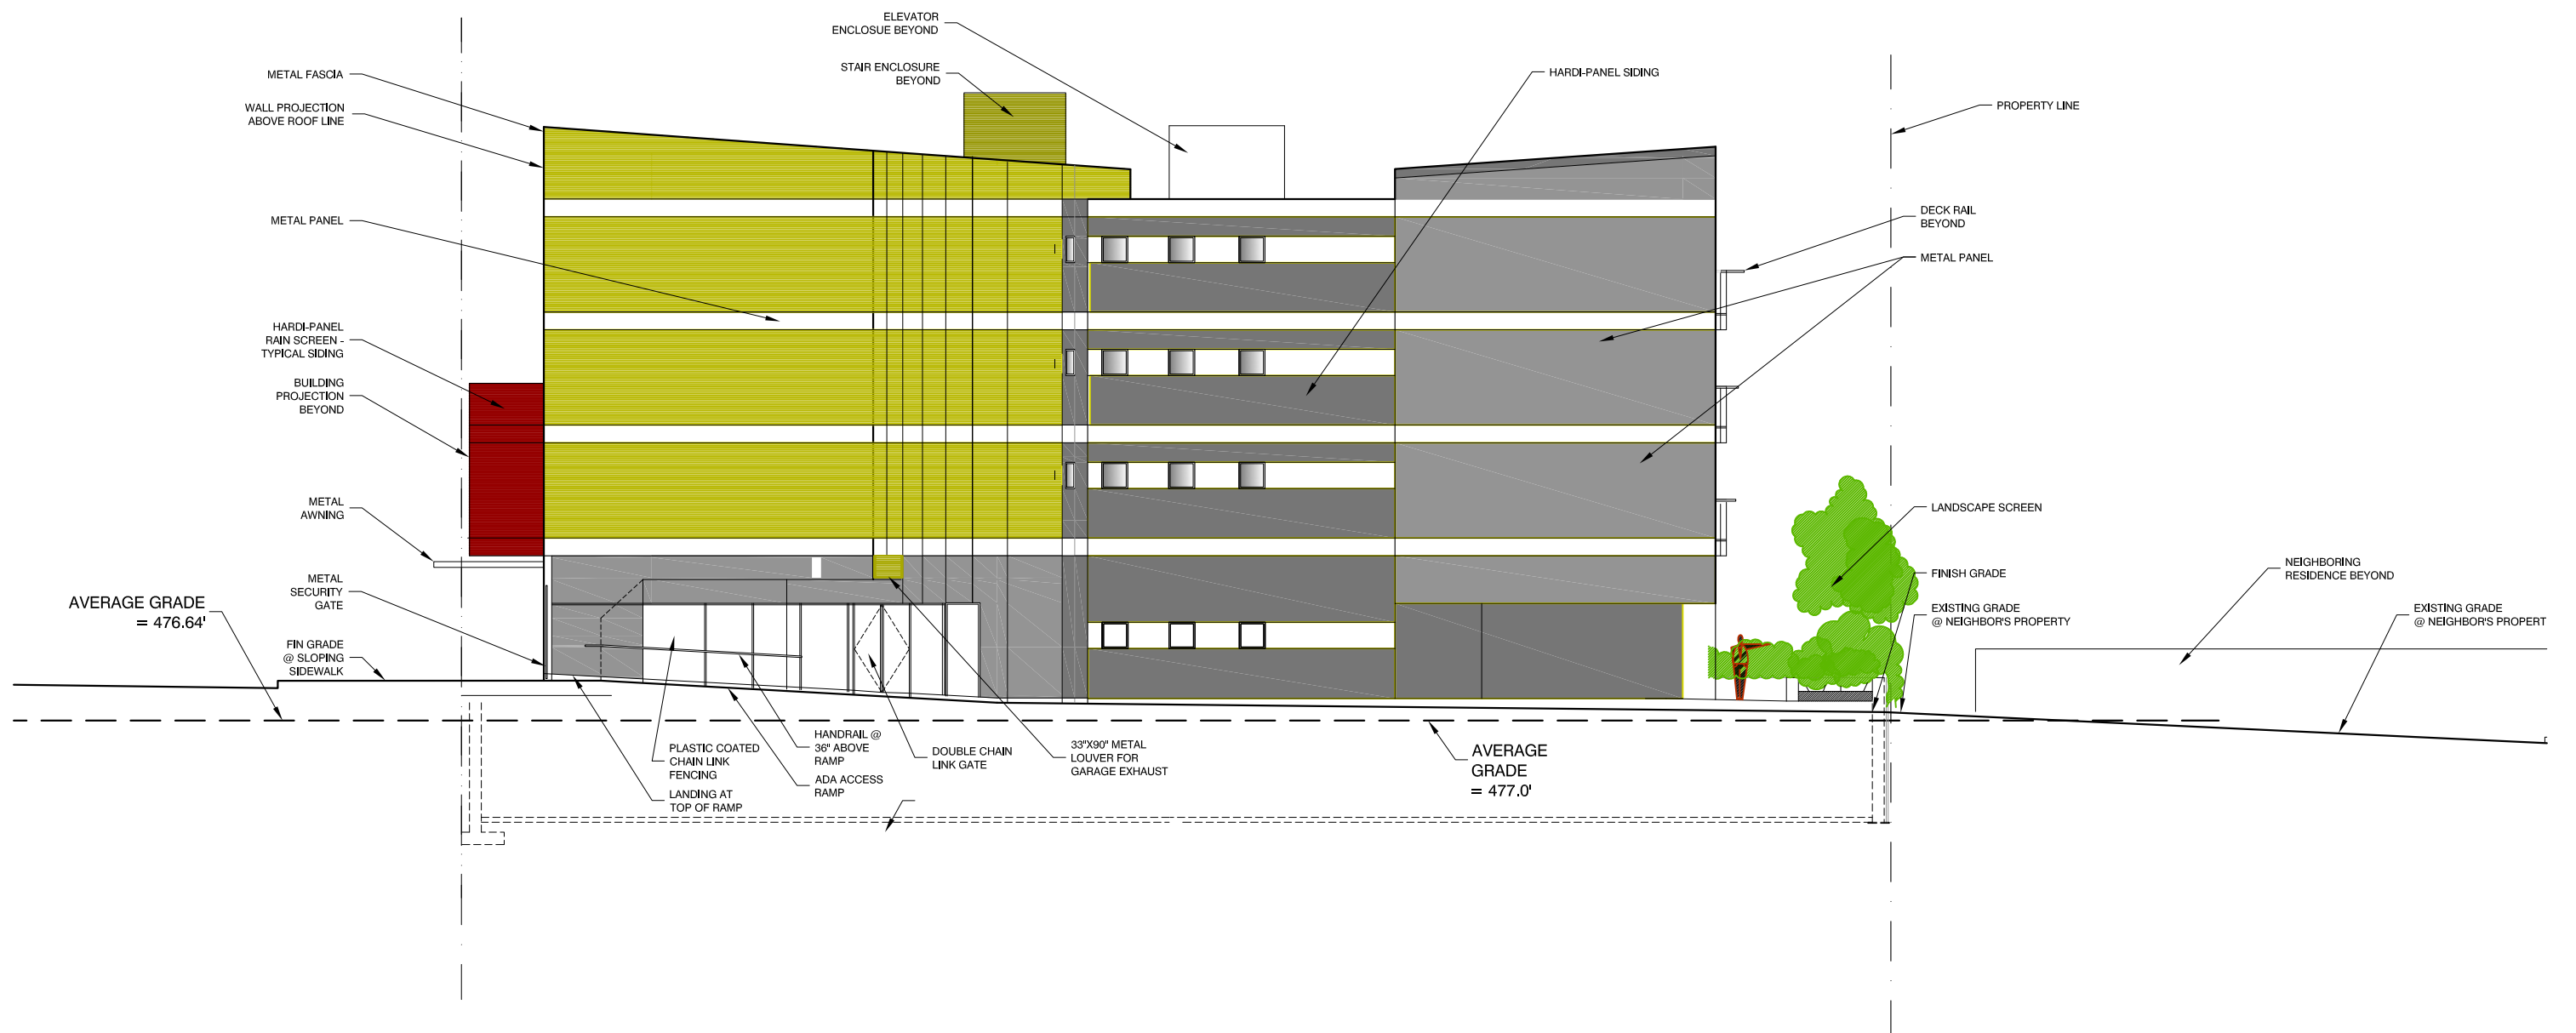 ELEVATOR
ENCLOSUE BEYOND
STAIR ENCLOSURE
BEYOND
METAL FASCIA
WALL PROJECTION
ABOVE ROOF LINE
METAL PANEL
HARDI-PANEL
RAIN SCREEN -
TYPICAL SIDING
BUILDING
PROJECTION
BEYOND
METAL
AWNING
METAL
SECURITY
GATE
AVERAGE GRADE
= 476.64'
FIN GRADE
@ SLOPING
SIDEWALK
HARDI-PANEL SIDING
PROPERTY LINE
DECK RAIL
BEYOND
METAL PANEL
LANDSCAPE SCREEN
FINISH GRADE
NEIGHBORING
RESIDENCE BEYOND
EXISTING GRADE
@ NEIGHBOR'S PROPERTY
EXISTING GRADE
@ NEIGHBOR'S PROPERT
PLASTIC COATED
CHAIN LINK
FENCING
LANDING AT
TOP OF RAMP
HANDRAIL @
36" ABOVE
RAMP
ADA ACCESS
RAMP
DOUBLE CHAIN
LINK GATE
33"X90" METAL
LOUVER FOR
GARAGE EXHAUST
AVERAGE
GRADE
= 477.0'